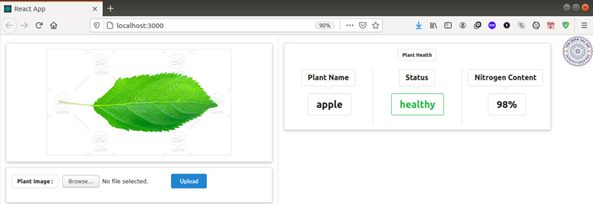 React App
localhost:3000
90%
Plant Image :
Browse...
No file selected.
Upload
Plant Health
Plant Name
Status
Nitrogen Content
apple
healthy
98%